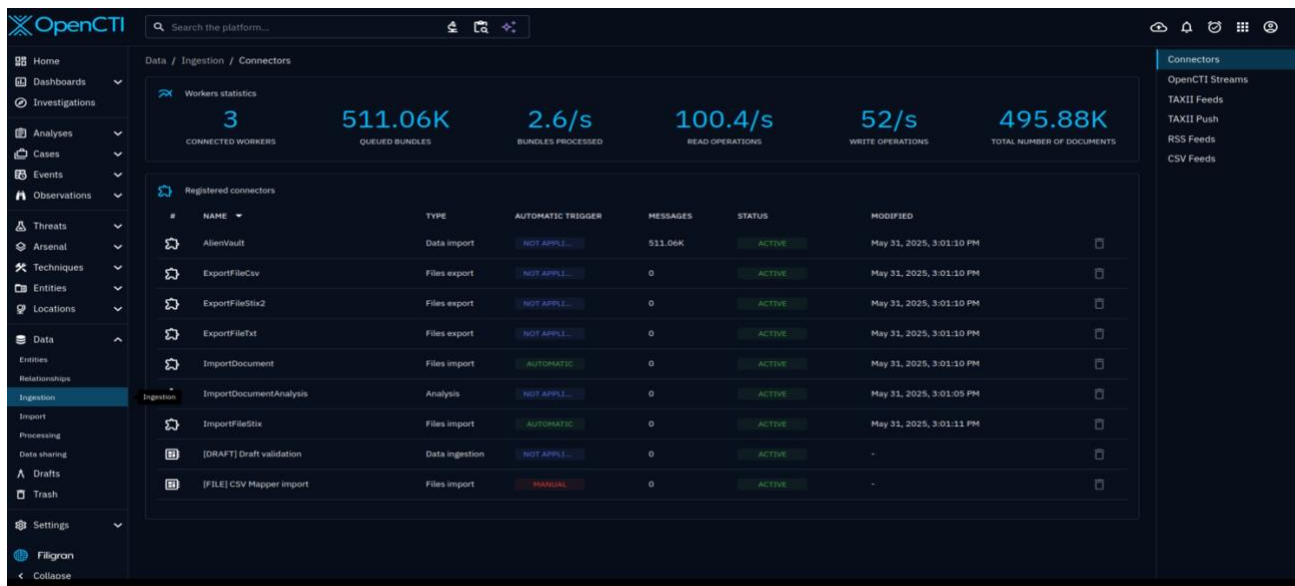 OpenCTI
Search the platform...
Home
Dashboards
Investigations
Analyses
Cases
Events
Observations
Threats
Arsenal
Techniques
Entities
Locations
Data
Entities
Relationships
Ingestion
Import
Processing
Data sharing
Drafts
Trash
Settings
Filigran
Collapse
Ingestion
Data / Ingestion / Connectors
Workers statistics
3 511.06K 2.6/s 100.4/s 52/s 495.88K
CONNECTED WORKERS QUEUED BUNDLES BUNDLES PROCESSED READ OPERATIONS WRITE OPERATIONS TOTAL NUMBER OF DOCUMENTS
Registered connectors
# NAME TYPE AUTOMATIC TRIGGER MESSAGES STATUS MODIFIED
AlienVault Data import NOT APPLI... 511.06K ACTIVE May 31, 2025, 3:01:10 PM
ExportFileCsv Files export NOT APPLI... 0 ACTIVE May 31, 2025, 3:01:10 PM
ExportFileStix2 Files export NOT APPLI... 0 ACTIVE May 31, 2025, 3:01:10 PM
ExportFileTxt Files export NOT APPLI... 0 ACTIVE May 31, 2025, 3:01:10 PM
ImportDocument Files import AUTOMATIC 0 ACTIVE May 31, 2025, 3:01:10 PM
ImportDocumentAnalysis Analysis NOT APPLI... 0 ACTIVE May 31, 2025, 3:01:05 PM
ImportFileStix Files import AUTOMATIC 0 ACTIVE May 31, 2025, 3:01:11 PM
[DRAFT] Draft validation Data ingestion NOT APPLI... 0 ACTIVE -
[FILE] CSV Mapper import Files import MANUAL 0 ACTIVE -
Connectors
OpenCTI Streams
TAXII Feeds
TAXII Push
RSS Feeds
CSV Feeds